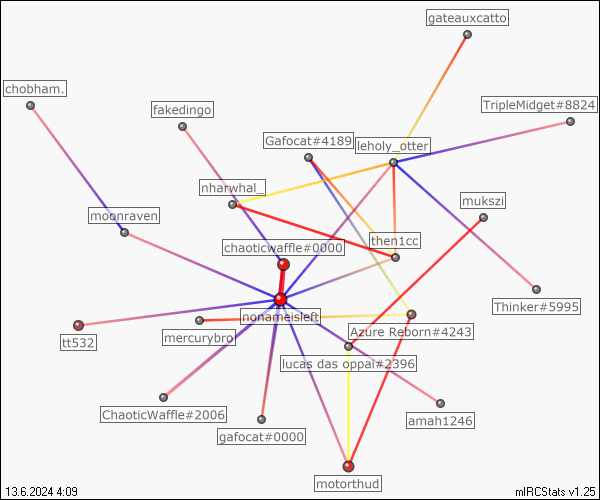 gateauxcatto
chobham.
fakedingo
TripleMidget#8824
Gafocat#4189
leholy_otter
nharwhal_
mukszi
moonraven
chaoticwaffle#0000
then1cc
Thinker#5995
nonameisleft
tt532
mercurybro
Azure Reborn#4243
lucas das oppai#2396
ChaoticWaffle#2006
amah1246
gafocat#0000
motorthud
13.6.2024 4:09
mIRCStats v1.25